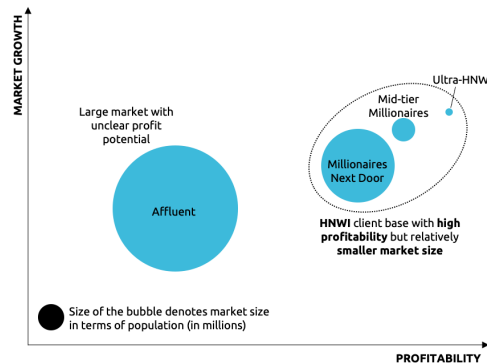 MARKET GROWTH
Large market with
unclear profit
potential
Affluent
Ultra-HNW
Mid-tier
Millionaires
Millionaires
Next Door
HNWI client base with high
profitability but relatively
smaller market size
Size of the bubble denotes market size
in terms of population (in millions)
PROFITABILITY